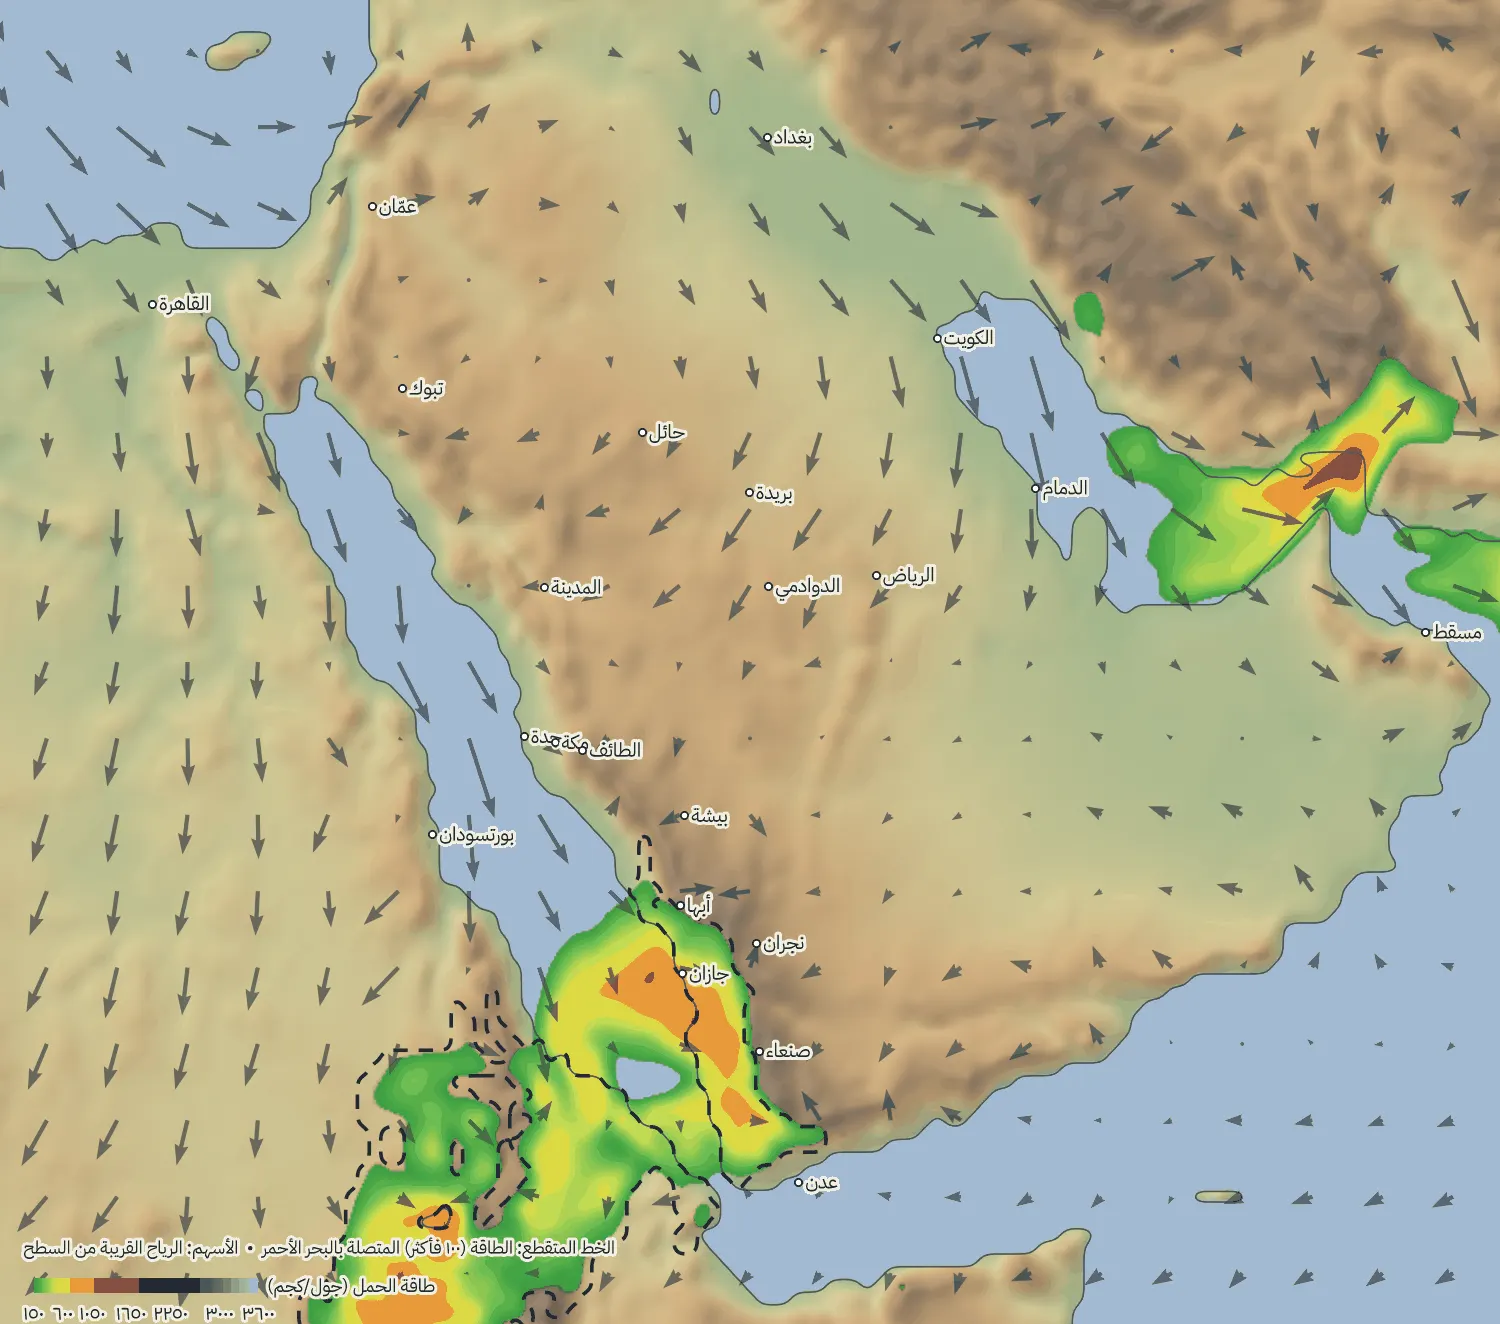 بغداد
عمّان
القاهرة
الكويت
تبوك
حائل
الدمام
بريدة
الرياض
الدوادمي
المدينة
مسقط
جدة
مكة
الطائف
بيشة
بورتسودان
أبها
نجران
جازان
صنعاء
عدن
الخط المتقطع: الطاقة (١٠٠ فأكثر) المتصلة بالبحر الأحمر • الأسهم: الرياح القريبة من السطح
طاقة الحمل (جول/كجم)
١٥٠ ٦٠٠ ١٠٥٠ ١٦٥٠ ٢٢٥٠ ٣٠٠٠ ٣٦٠٠